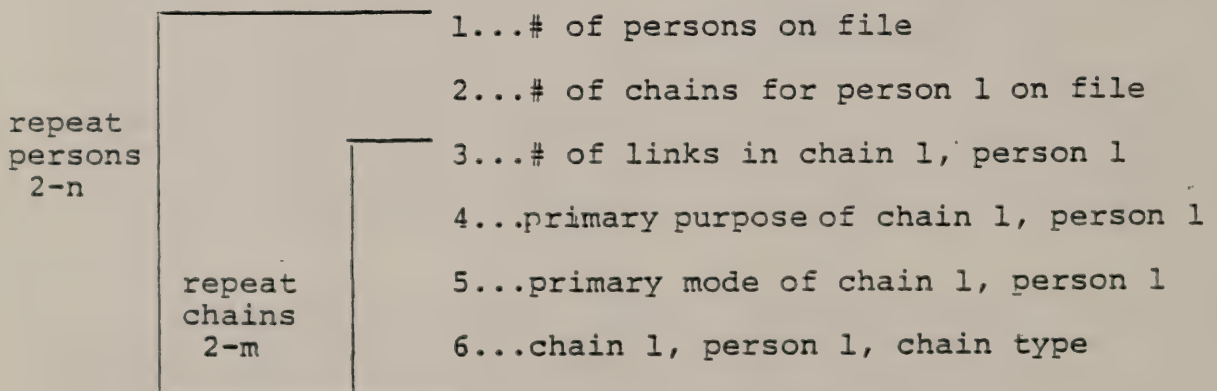 1...# of persons on file
2...# of chains for person 1 on file
repeat
persons
2-n
3...# of links in chain 1, person 1
4...primary purpose of chain 1, person 1
repeat
chains
2-m
5...primary mode of chain 1, person 1
6...chain 1, person 1, chain type